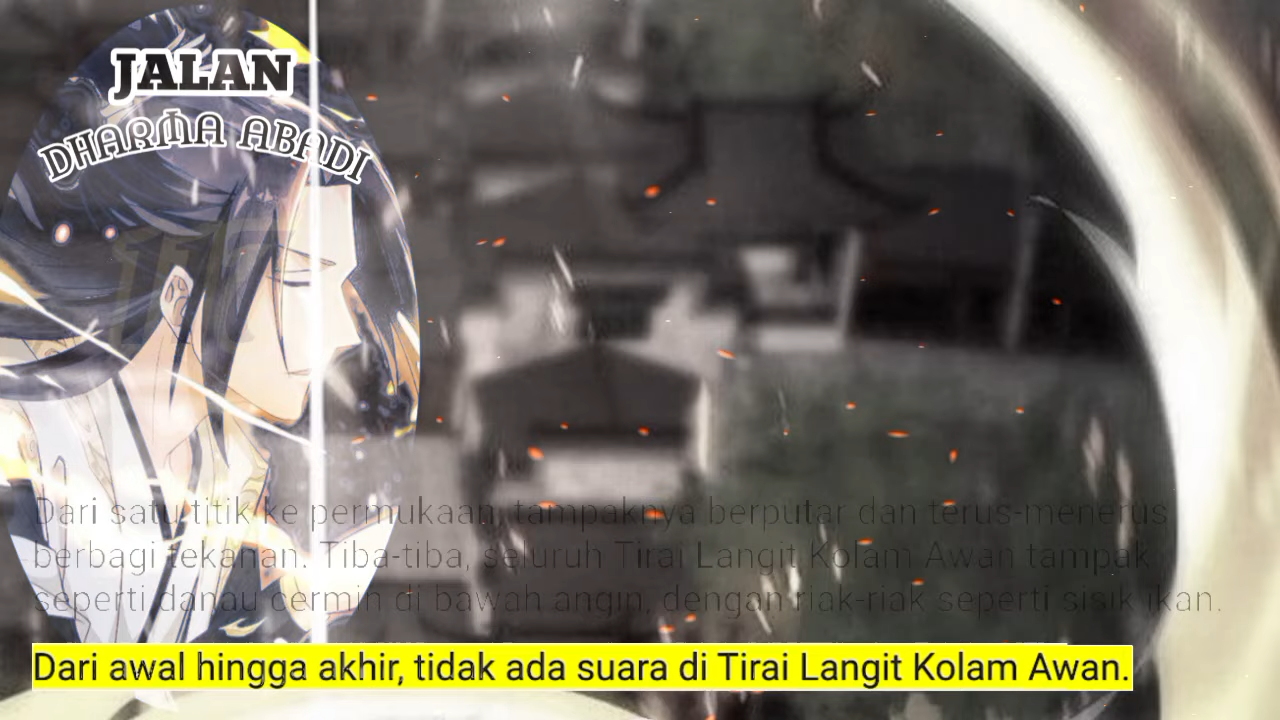 JALAN
DHARMA ABADI
Dari satu titik ke permukaan, tampaknya berputar dan terus-menerus
berbagi tekanan. Tiba-tiba, seluruh Tirai Langit Kolam Awan tampak
seperti danau cermin di bawah angin, dengan riak-riak seperti sisik ikan.
Dari awal hingga akhir, tidak ada suara di Tirai Langit Kolam Awan.